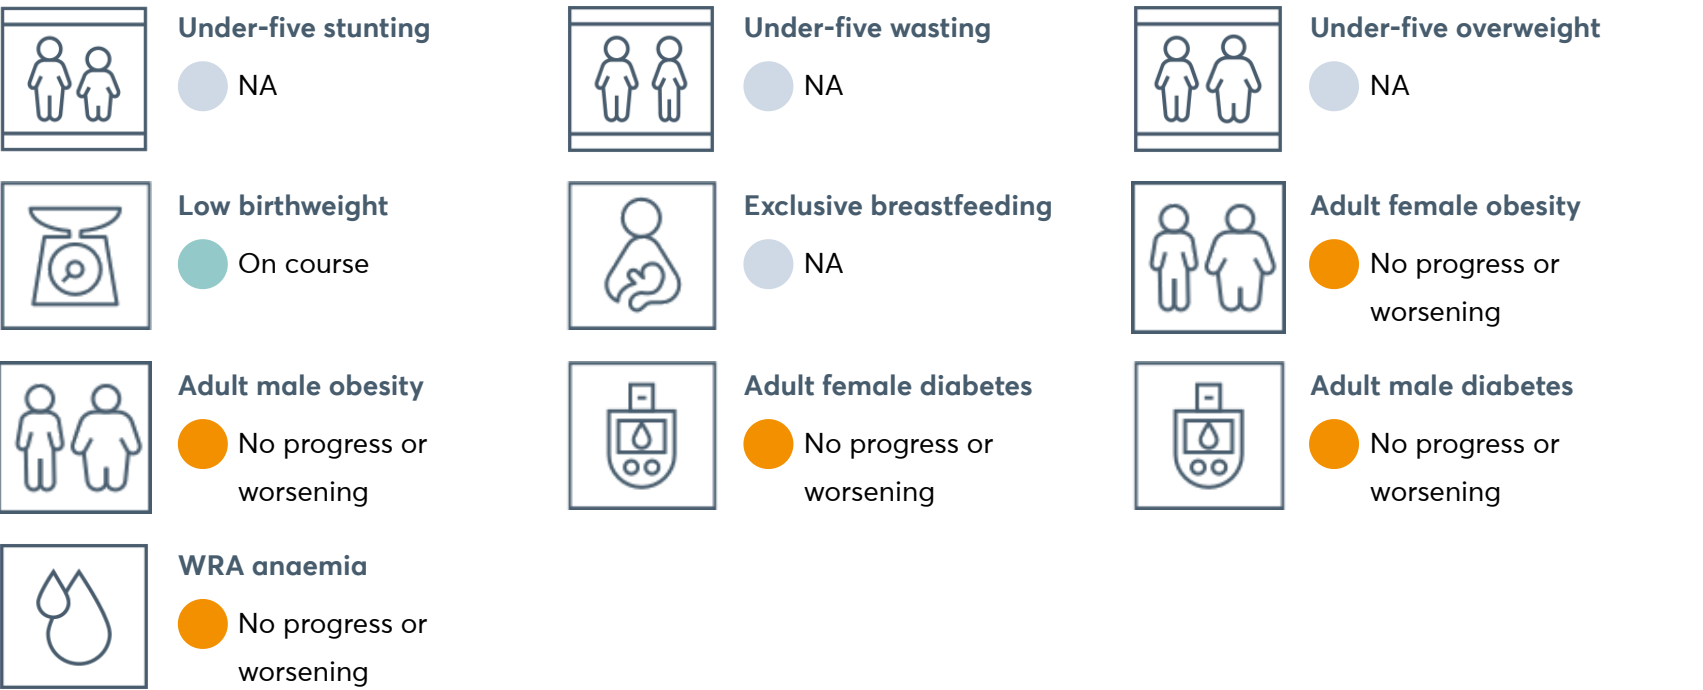 Under-five stunting
NA
Under-five wasting
NA
Under-five overweight
NA
Low birthweight
On course
Exclusive breastfeeding
NA
Adult female obesity
No progress or
worsening
Adult male obesity
No progress or
worsening
Adult female diabetes
No progress or
worsening
Adult male diabetes
No progress or
worsening
WRA anaemia
No progress or
worsening